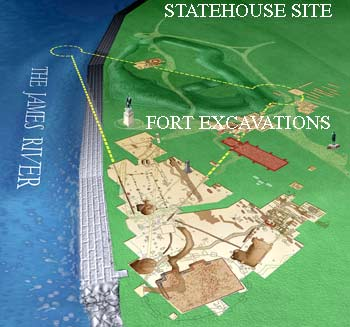 STATEHOUSE SITE
FORT EXCAVATIONS
THE JAMES RIVER